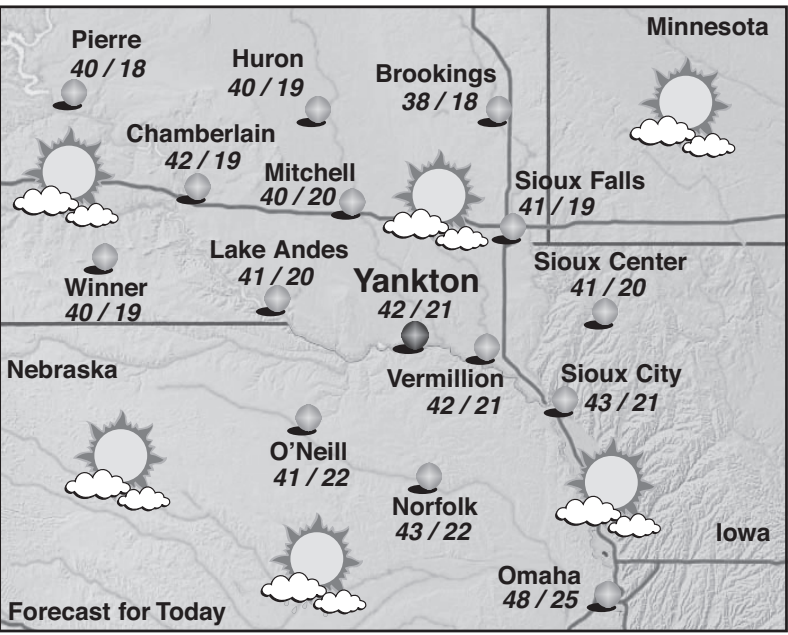 Minnesota
Pierre
40 / 18
Huron
40 / 19
Brookings
38 / 18
Chamberlain
42 / 19
Mitchell
40 / 20
Sioux Falls
41 / 19
Winner
40 / 19
Lake Andes
41 / 20
Yankton
42 / 21
Sioux Center
41 / 20
Nebraska
Vermillion
42 / 21
Sioux City
43 / 21
O’Neill
41 / 22
Norfolk
43 / 22
Iowa
Omaha
48 / 25
Forecast for Today